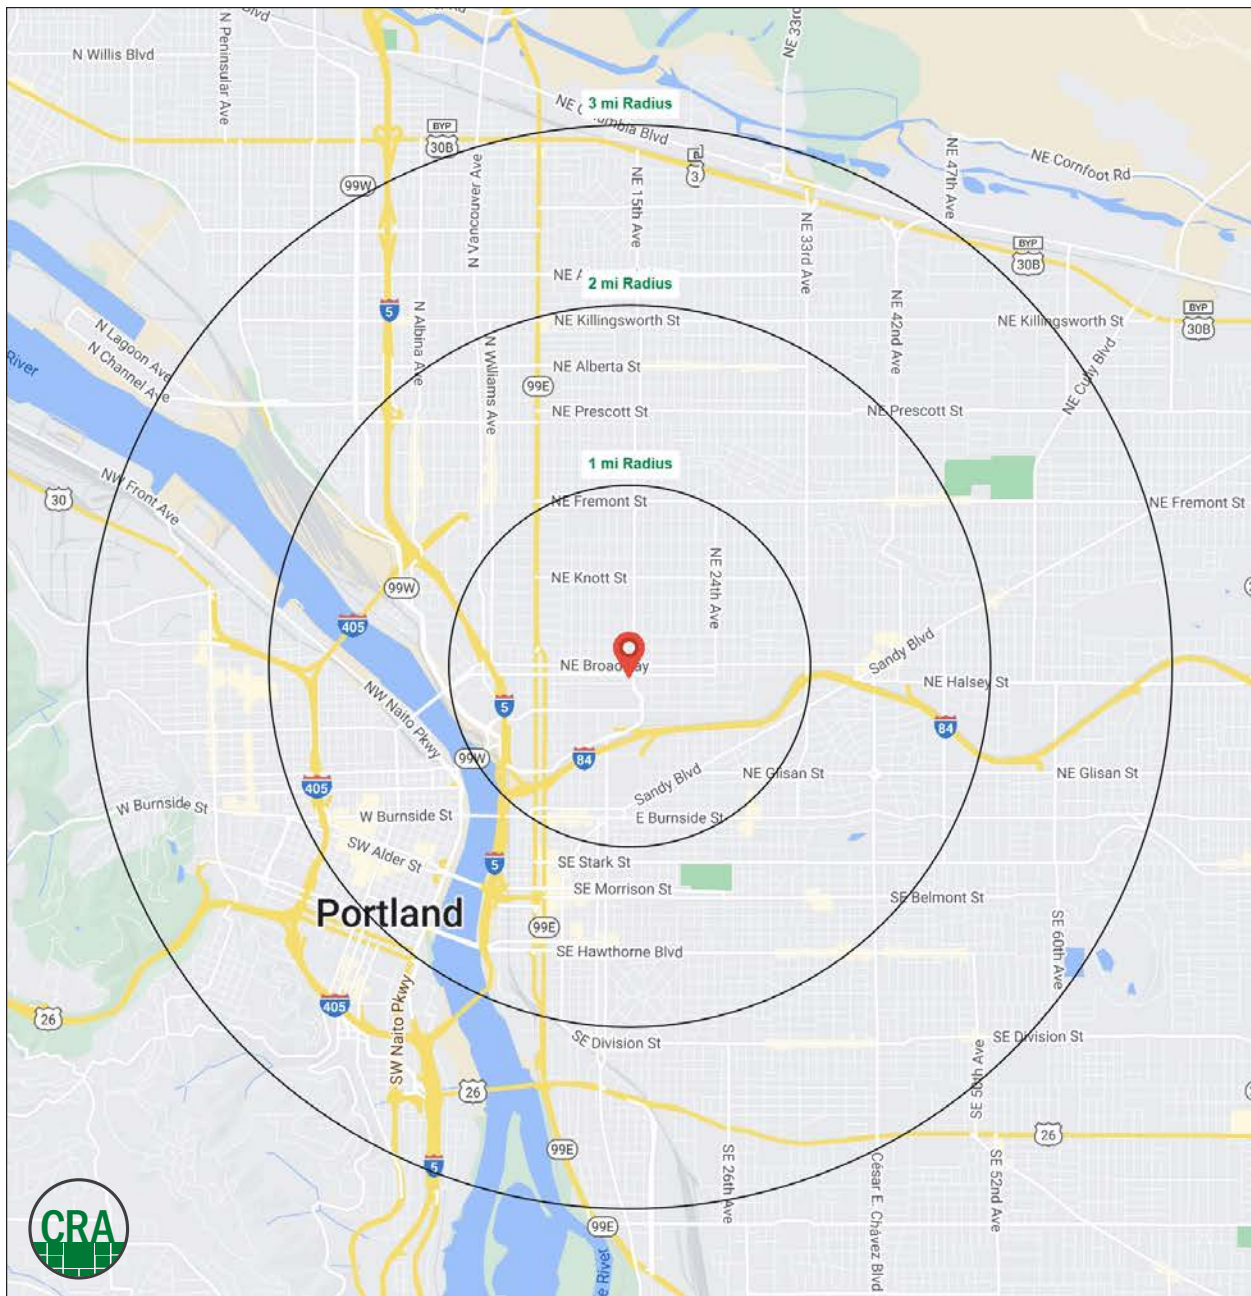 Blvd
NE 33rd
N Willis Blvd
N Peninsular Ave
3 mi Radius
NE Columbia Blvd
BYP
30B
NE Cornfoot Rd
NE 47th Ave
99W
N Vancouver Ave
NE 15th Ave
B
3
NE 33rd Ave
BYP
30B
NE A
2 mi Radius
5
N Albina Ave
NE Killingsworth St
NE 42nd Ave
NE Killingsworth St
BYP
30B
N Lagoon Ave
N Channel Ave
River
N Williams Ave
NE Alberta St
99E
NE Cully Blvd
NE Prescott St
NE Prescott St
1 mi Radius
NW Front Ave
30
NE Fremont St
NE Fremont St
NE Knott St
NE 24th Ave
99W
405
Sandy Blvd
NE Broadway
NE Halsey St
NW Naito Pkwy
5
84
99W
84
NE Glisan St
NE Glisan St
405
Sandy Blvd
W Burnside St
W Burnside St
E Burnside St
SW Alder St
5
SE Stark St
SE Morrison St
SE Belmont St
Portland
99E
SE Hawthorne Blvd
SE 60th Ave
405
26
SW Naito Pkwy
SE Division St
SE Division St
26
SE 50th Ave
99E
26
5
SE 26th Ave
César E. Chávez Blvd
SE 52nd Ave
CRA
99E
e River